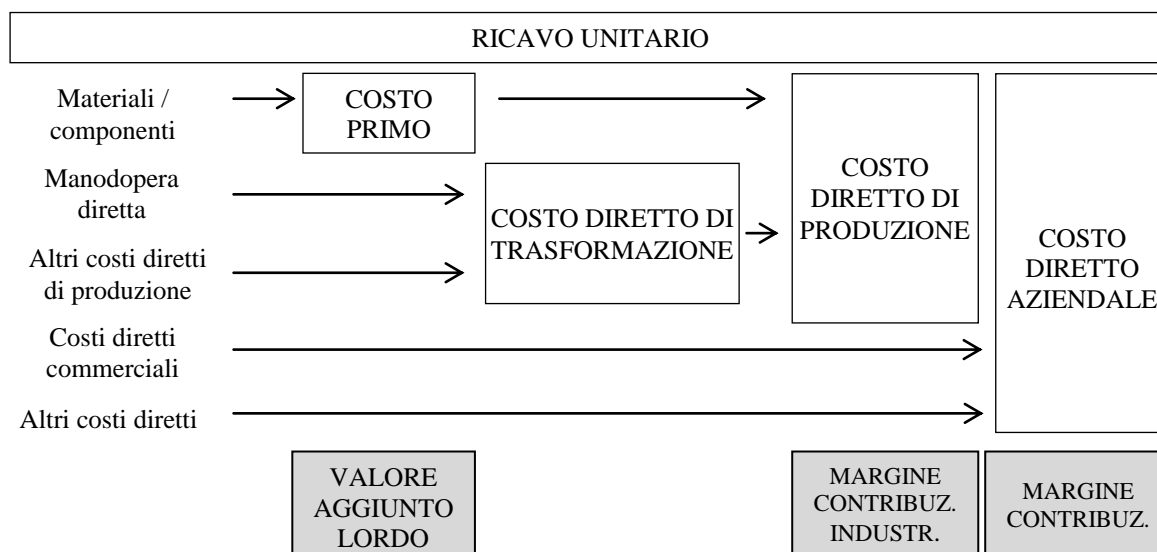 RICAVO UNITARIO
Materiali /
componenti
COSTO
PRIMO
Manodopera
diretta
Altri costi diretti
di produzione
COSTO DIRETTO DI
TRASFORMAZIONE
COSTO
DIRETTO DI
PRODUZIONE
COSTO
DIRETTO
AZIENDALE
Costi diretti
commerciali
Altri costi diretti
VALORE
AGGIUNTO
LORDO
MARGINE
CONTRIBUZ.
INDUSTR.
MARGINE
CONTRIBUZ.